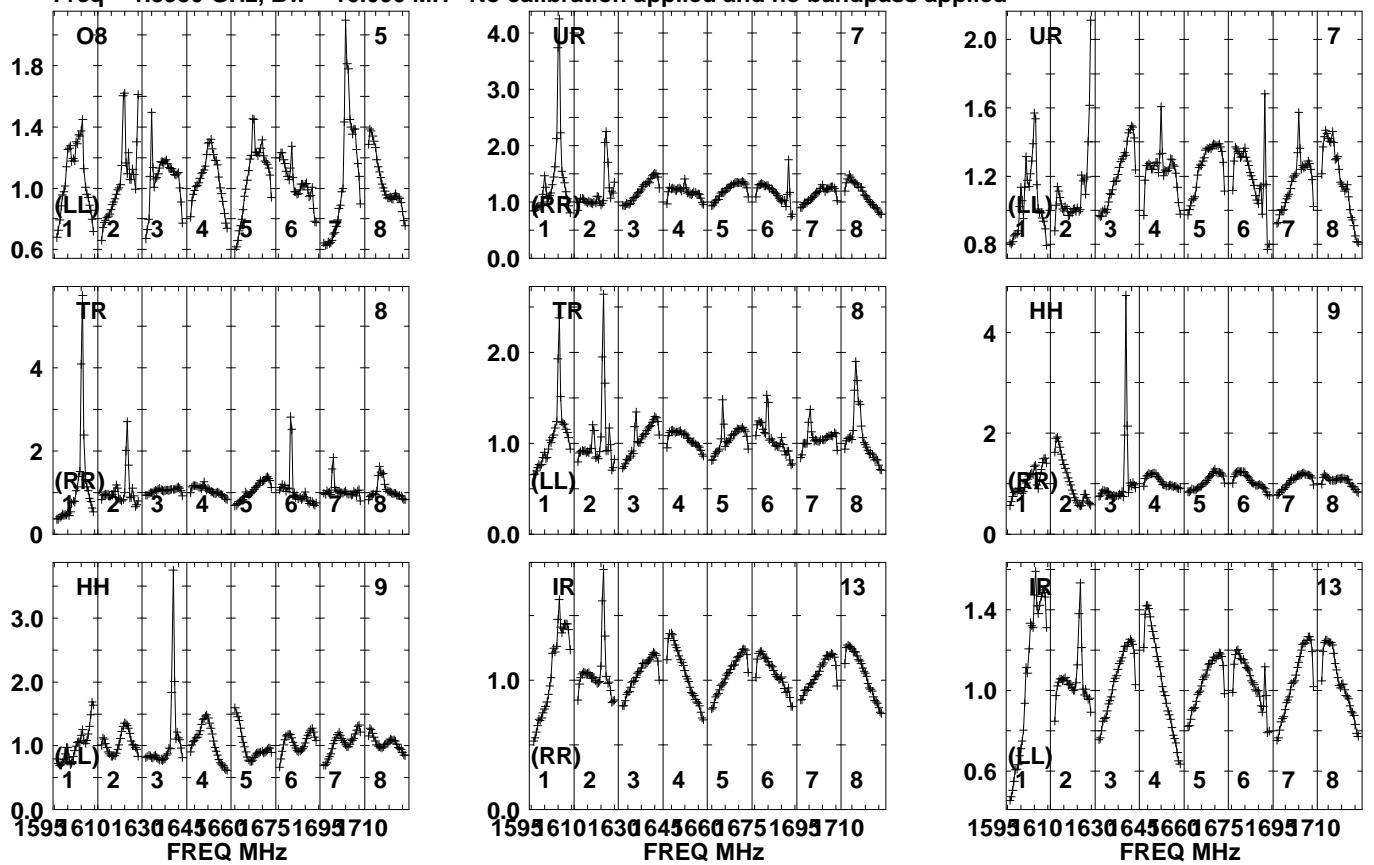 Freq GHz, Bw = No calibration applied and no bandpass applied
O8 5
1.8
1.4
1.0
0.6
(LL)
1 2 3 4 5 6 7 8
UR 7
4.0
3.0
2.0
1.0
0.0
(RR)
1 2 3 4 5 6 7 8
UR 7
2.0
1.6
1.2
0.8
(LL)
1 2 3 4 5 6 7 8
TR 8
4
2
0
(RR)
1 2 3 4 5 6 7 8
TR 8
2.0
1.0
0.0
(LL)
1 2 3 4 5 6 7 8
HH 9
4
2
0
(RR)
1 2 3 4 5 6 7 8
HH 9
3.0
2.0
1.0
0.0
(LL)
1 2 3 4 5 6 7 8
1595 1610 1630 1645 1660 1675 1695 1710
FREQ MHz
IR 13
1.0
0.0
(RR)
1 2 3 4 5 6 7 8
1595 1610 1630 1645 1660 1675 1695 1710
FREQ MHz
IR 13
1.4
1.0
0.6
(LL)
1 2 3 4 5 6 7 8
1595 1610 1630 1645 1660 1675 1695 1710
FREQ MHz